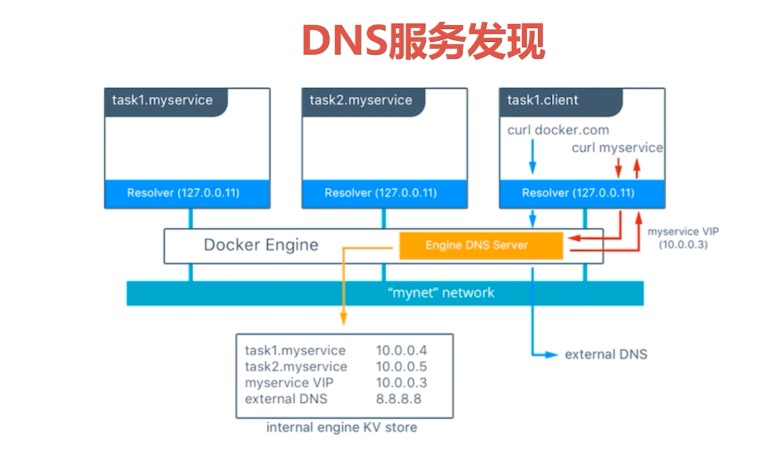 DNS服务发现
task1.myservice
task2.myservice
task1.client
curl docker.com
curl myservice
Resolver (127.0.0.11)
Resolver (127.0.0.11)
Resolver (127.0.0.11)
Docker Engine
Engine DNS Server
myservice VIP
(10.0.0.3)
“mynet” network
task1.myservice 10.0.0.4
task2.myservice 10.0.0.5
myservice VIP 10.0.0.3
external DNS 8.8.8.8
external DNS
internal engine KV store